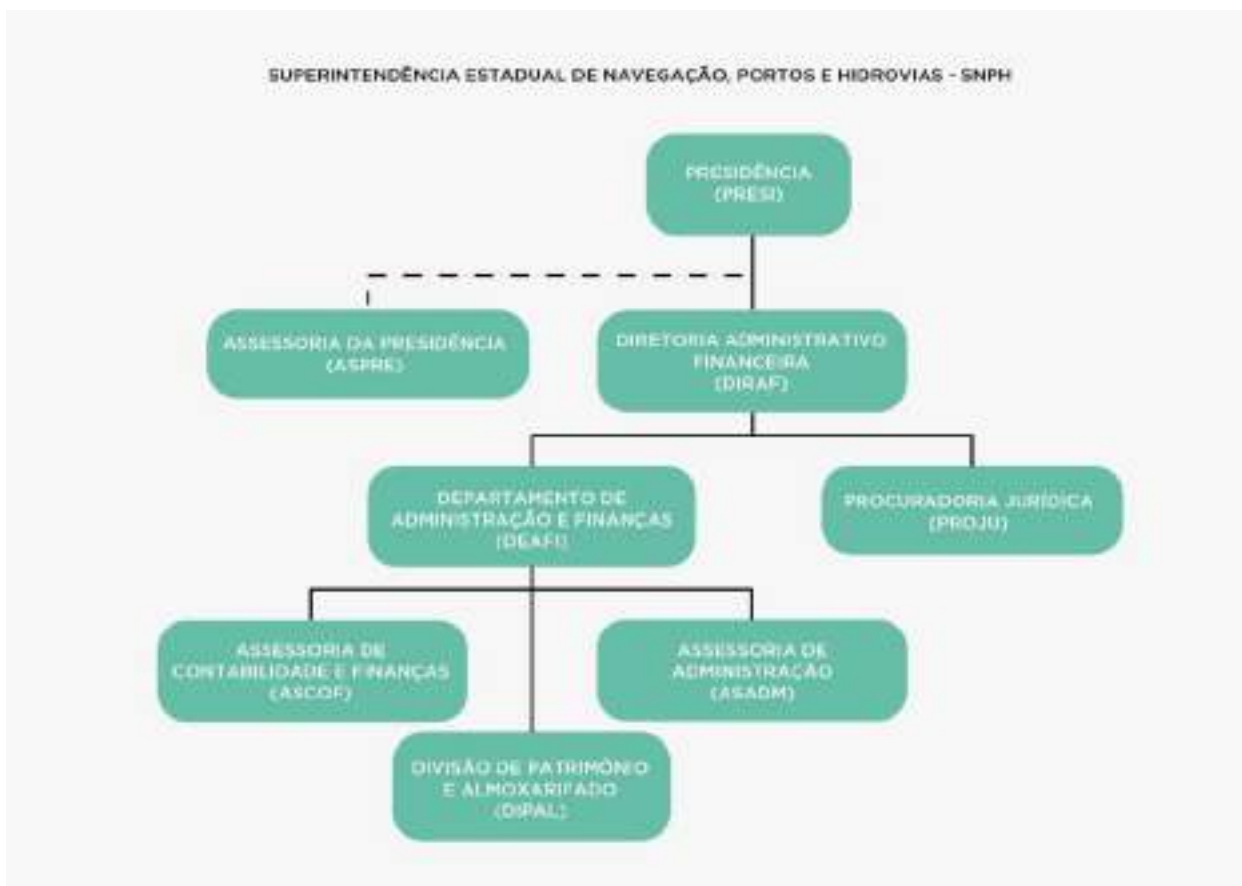 SUPERINTENDÊNCIA ESTADUAL DE NAVEGAÇÃO, PORTOS E HIDROVIAS - SNPH
PRESIDÊNCIA
(PRESI)
ASSESSORIA DA PRESIDÊNCIA
(ASPRE)
DIRETORIA ADMINISTRATIVO
FINANCEIRA
(DIRAF)
DEPARTAMENTO DE
ADMINISTRAÇÃO E FINANÇAS
(DEAFI)
PROCURADORIA JURÍDICA
(PROJU)
ASSESSORIA DE
CONTABILIDADE E FINANÇAS
(ASCOF)
ASSESSORIA DE
ADMINISTRAÇÃO
(ASADM)
DIVISÃO DE PATRIMÔNIO
E ALMOXARIFADO
(DIPAL)